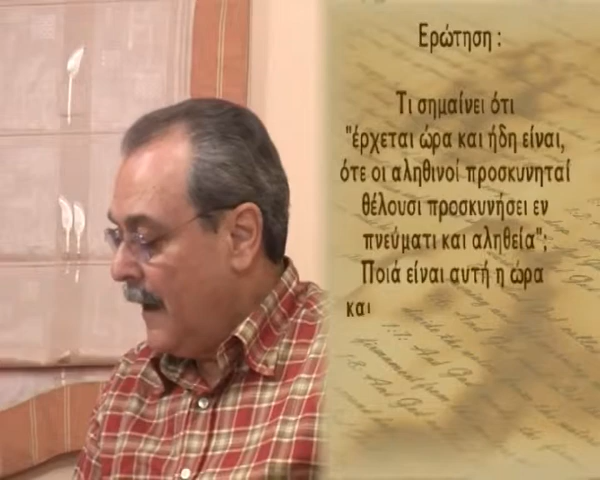 Ερώτηση :
Τι σημαίνει ότι
"έρχεται ώρα και ήδη είναι,
ότε οι αληθινοί προσκυνηταί
θέλουσι προσκυνήσει εν
πνεύματι και αληθεία";
Ποιά είναι αυτή η ώρα
και